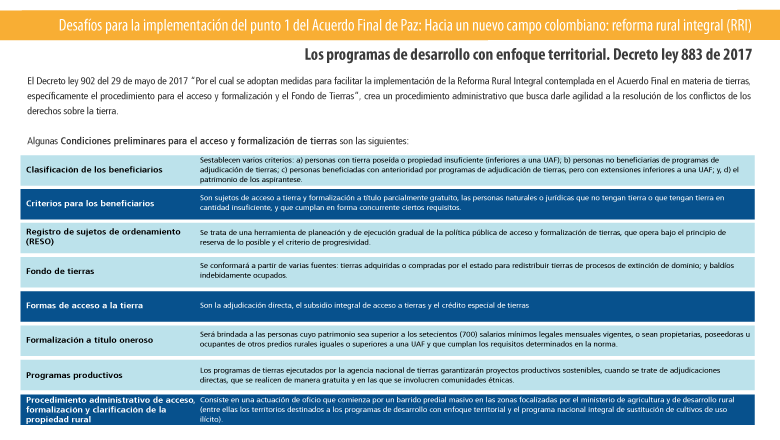 Desafíos para la implementación del punto 1 del Acuerdo Final de Paz: Hacia un nuevo campo colombiano: reforma rural integral (RRI)
Los programas de desarrollo con enfoque territorial. Decreto ley 883 de 2017
El Decreto ley 902 del 29 de mayo de 2017 “Por el cual se adoptan medidas para facilitar la implementación de la Reforma Rural Integral contemplada en el Acuerdo Final en materia de tierras,
específicamente el procedimiento para el acceso y formalización y el Fondo de Tierras”, crea un procedimiento administrativo que busca darle agilidad a la resolución de los conflictos de los
derechos sobre la tierra.
Algunas Condiciones preliminares para el acceso y formalización de tierras son las siguientes:
Clasificación de los beneficiarios
Sestablecen varios criterios: a) personas con tierra poseída o propiedad insuficiente (inferiores a una UAF); b) personas no beneficiarias de programas de
adjudicación de tierras; c) personas beneficiadas con anterioridad por programas de adjudicación de tierras, pero con extensiones inferiores a una UAF; y, d) el
patrimonio de los aspirantese.
Criterios para los beneficiarios
Son sujetos de acceso a tierra y formalización a título parcialmente gratuito, las personas naturales o jurídicas que no tengan tierra o que tengan tierra en
cantidad insuficiente, y que cumplan en forma concurrente ciertos requisitos.
Registro de sujetos de ordenamiento
(RESO)
Se trata de una herramienta de planeación y de ejecución gradual de la política pública de acceso y formalización de tierras, que opera bajo el principio de
reserva de lo posible y el criterio de progresividad.
Fondo de tierras
Se conformará a partir de varias fuentes: tierras adquiridas o compradas por el estado para redistribuir tierras de procesos de extinción de dominio; y baldíos
indebidamente ocupados.
Formas de acceso a la tierra
Son la adjudicación directa, el subsidio integral de acceso a tierras y el crédito especial de tierras
Formalización a título oneroso
Será brindada a las personas cuyo patrimonio sea superior a los setecientos (700) salarios mínimos legales mensuales vigentes, o sean propietarias, poseedoras u
ocupantes de otros predios rurales iguales o superiores a una UAF y que cumplan los requisitos determinados en la norma.
Programas productivos
Los programas de tierras ejecutados por la agencia nacional de tierras garantizarán proyectos productivos sostenibles, cuando se trate de adjudicaciones
directas, que se realicen de manera gratuita y en las que se involucren comunidades étnicas.
Procedimiento administrativo de acceso,
formalización y clarificación de la
propiedad rural
Consiste en una actuación de oficio que comienza por un barrido predial masivo en las zonas focalizadas por el ministerio de agricultura y de desarrollo rural
(entre ellas los territorios destinados a los programas de desarrollo con enfoque territorial y el programa nacional integral de sustitución de cultivos de uso
ilícito).